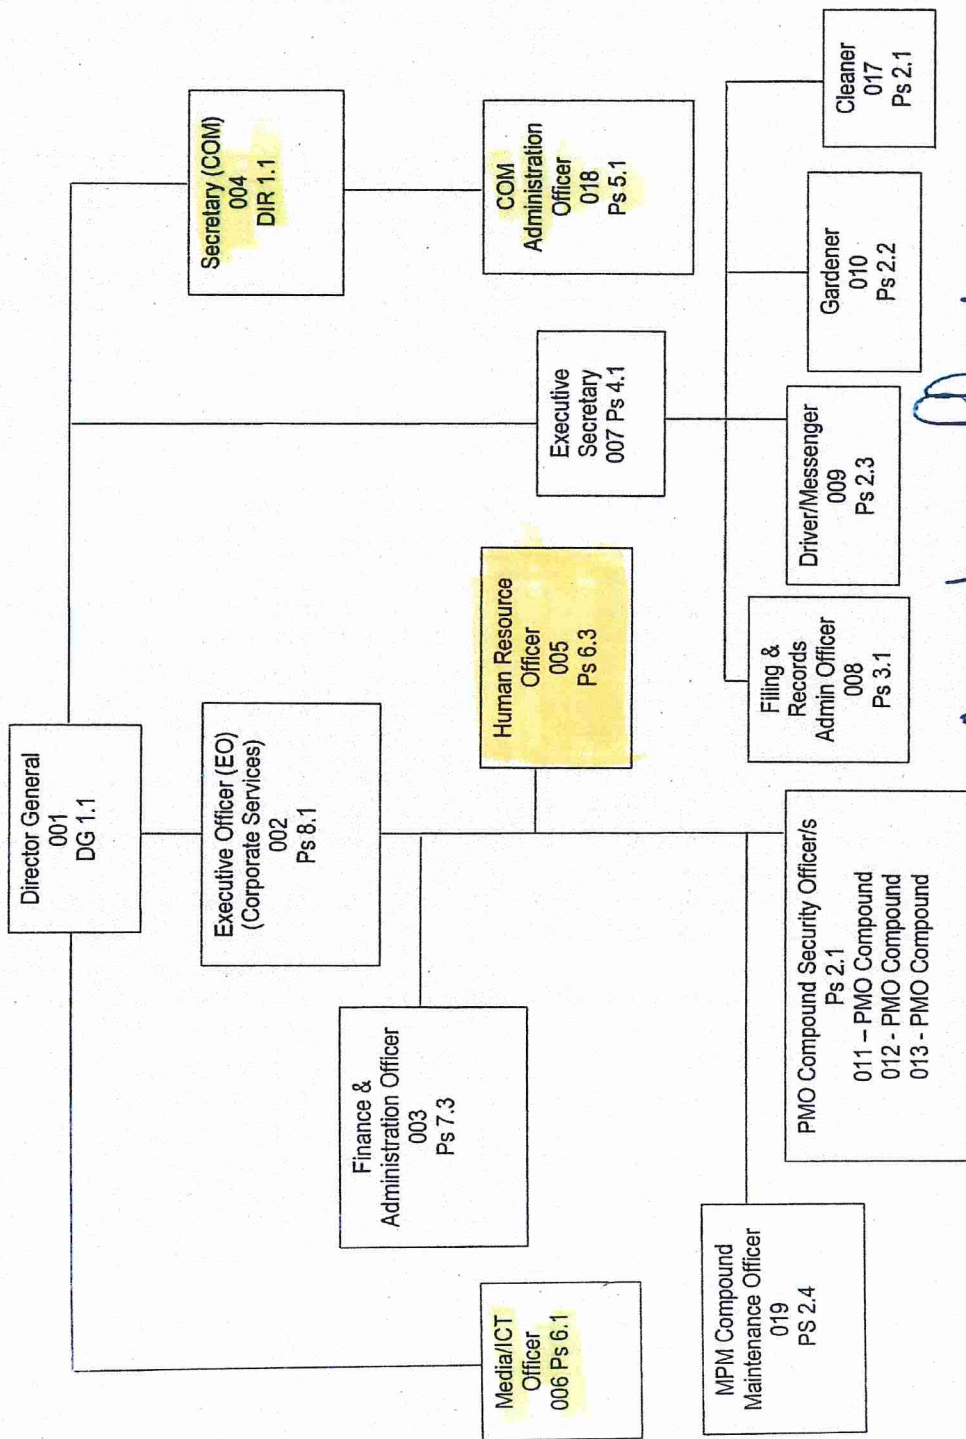 Director General
001
DG 1.1
Executive Officer (EO)
(Corporate Services)
002
Ps 8.1
Secretary (COM)
004
DIR 1.1
Finance &
Administration Officer
003
Ps 7.3
Media/ICT
Officer
006 Ps 6.1
Human Resource
Officer
005
Ps 6.3
Executive
Secretary
007 Ps 4.1
COM
Administration
Officer
018
Ps 5.1
MPM Compound
Maintenance Officer
019
PS 2.4
PMO Compound Security Officer/s
Ps 2.1
011 – PMO Compound
012 - PMO Compound
013 - PMO Compound
Filing &
Records
Admin Officer
008
Ps 3.1
Driver/Messenger
009
Ps 2.3
Gardener
010
Ps 2.2
Cleaner
017
Ps 2.1